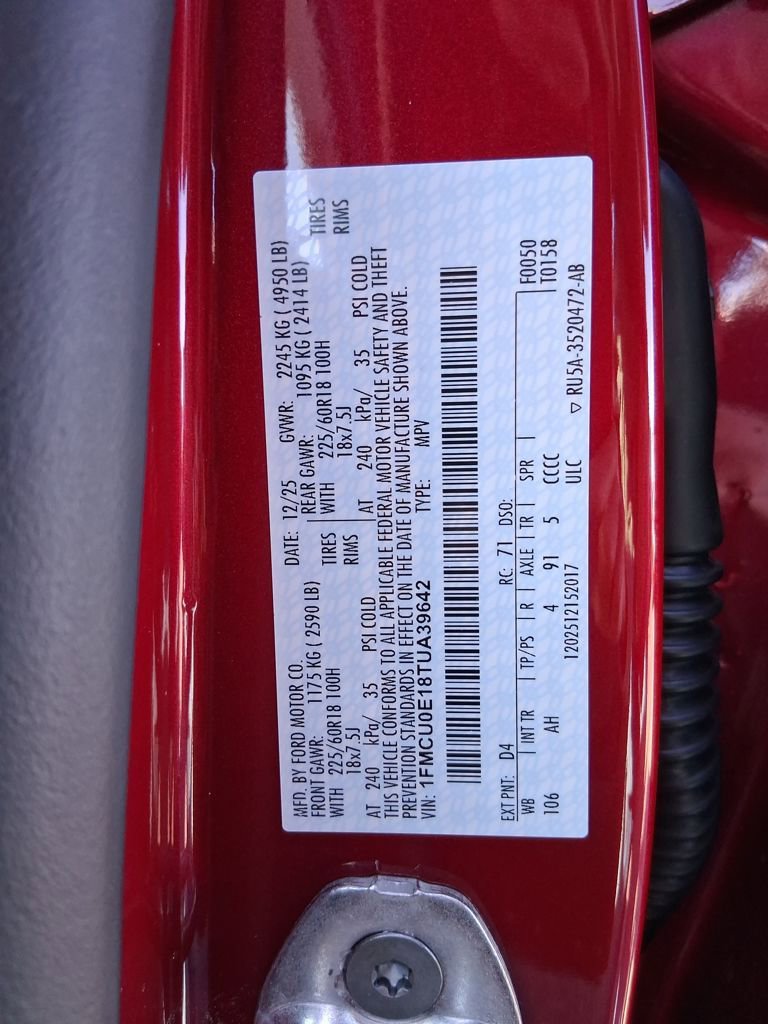 MFD. BY FORD MOTOR CO.
DATE: 12/25 GVWR: 2245 KG ( 4950 LB)
FRONT GAWR: 1175 KG ( 2590 LB) REAR GAWR: 1095 KG ( 2414 LB)
WITH 225/60R18 100H TIRES WITH 225/60R18 100H TIRES
18x7.5J RIMS 18x7.5J RIMS
AT 240 kPa/ 35 PSI COLD AT 240 kPa/ 35 PSI COLD
THIS VEHICLE CONFORMS TO ALL APPLICABLE FEDERAL MOTOR VEHICLE SAFETY AND THEFT
PREVENTION STANDARDS IN EFFECT ON THE DATE OF MANUFACTURE SHOWN ABOVE.
VIN: 1FMCU0E18TUA39642 TYPE: MPV
EXT PNT: D4 RC: 71 DSO: F0050
WB INT TR TP/PS R AXLE TR SPR T0158
106 AH 4 91 5 CCCC
1202512152017 ULC ▽ RU5A-3520472-AB